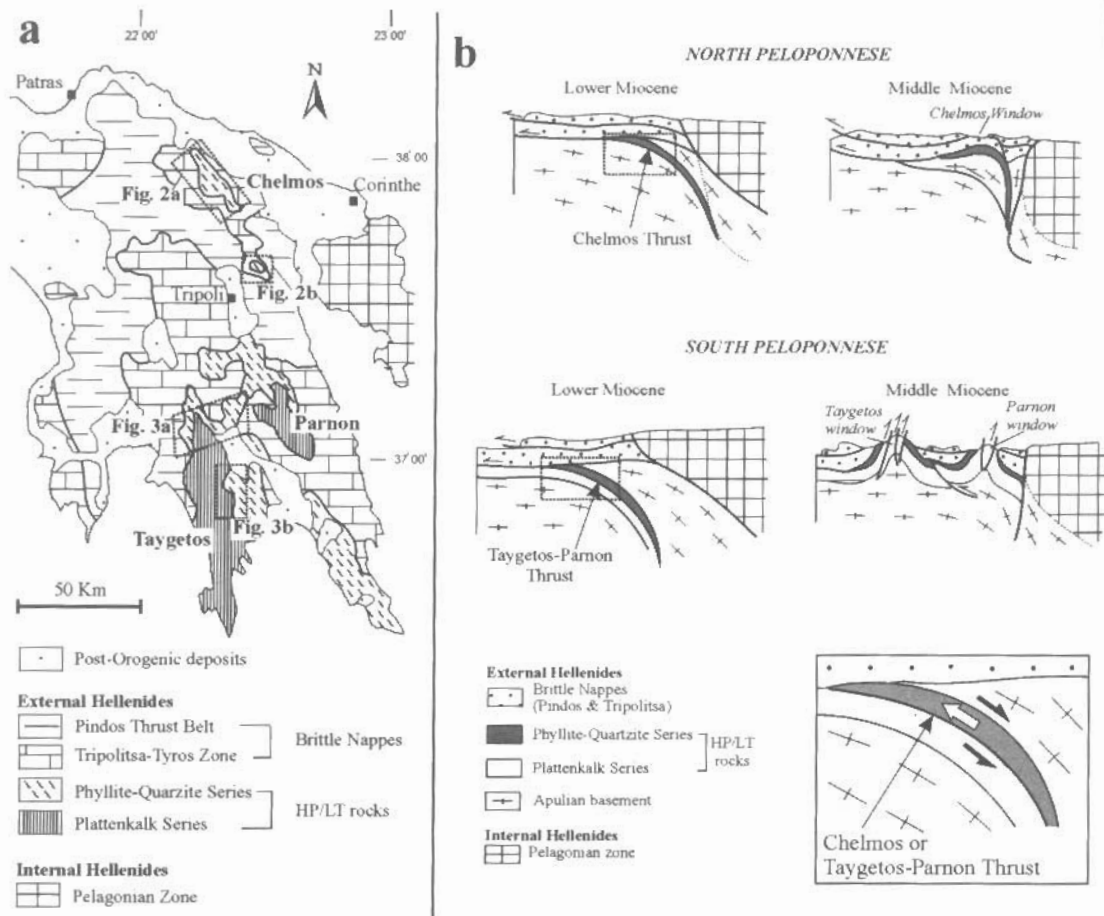 a
22°00'
23 00'
Patras
N
38° 00
Fig. 2a
Chelmos
Corinthe
Tripoli
Fig. 2b
Fig. 3a
Parnon
37° 00
Fig. 3b
Taygetos
50 Km
Post-Orogenic deposits
External Hellenides
Pindos Thrust Belt
Tripolitsa-Tyros Zone
Brittle Nappes
Phyllite-Quarzite Series
Plattenkalk Series
HP/LT rocks
Internal Hellenides
Pelagonian Zone
b
NORTH PELOPONNESE
Lower Miocene
Middle Miocene
Chelmos Window
Chelmos Thrust
SOUTH PELOPONNESE
Lower Miocene
Middle Miocene
Taygetos
window
Parnon
window
Taygetos-Parnon
Thrust
External Hellenides
Brittle Nappes
(Pindos & Tripolitsa)
Phyllite-Quartzite Series
Plattenkalk Series
HP/LT
rocks
Apulian basement
Internal Hellenides
Pelagonian zone
Chelmos or
Taygetos-Parnon Thrust